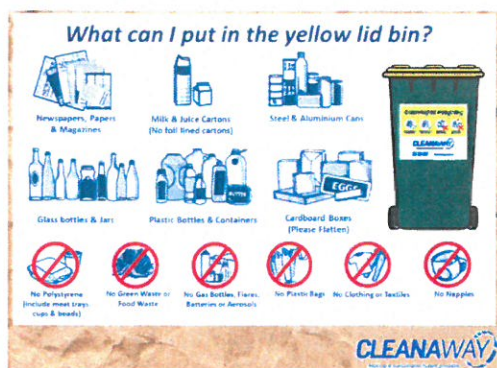 What can I put in the yellow lid bin?
Newspapers, Papers
& Magazines
Milk & Juice Cartons
(No foil lined cartons)
Steel & Aluminium Cans
CLEANAWAY
Glass bottles & Jars
Plastic Bottles & Containers
BUTTER
EGGS
Cardboard Boxes
(Please Flatten)
No Polystyrene
(Include meat trays,
cups & beads)
No Green Waste or
Food Waste
No Gas Bottles, Flares,
Batteries or Aerosols
No Plastic Bags
No Clothing or Textiles
No Nappies
CLEANAWAY